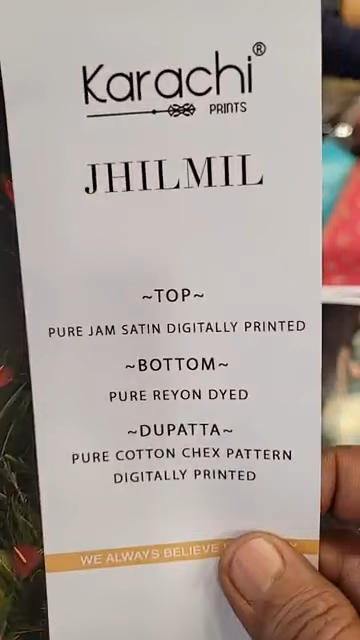 Karachi®
PRINTS
JHILMIL
~TOP~
PURE JAM SATIN DIGITALLY PRINTED
~BOTTOM~
PURE REYON DYED
~DUPATTA~
PURE COTTON CHEX PATTERN
DIGITALLY PRINTED
WE ALWAYS BELIEVE